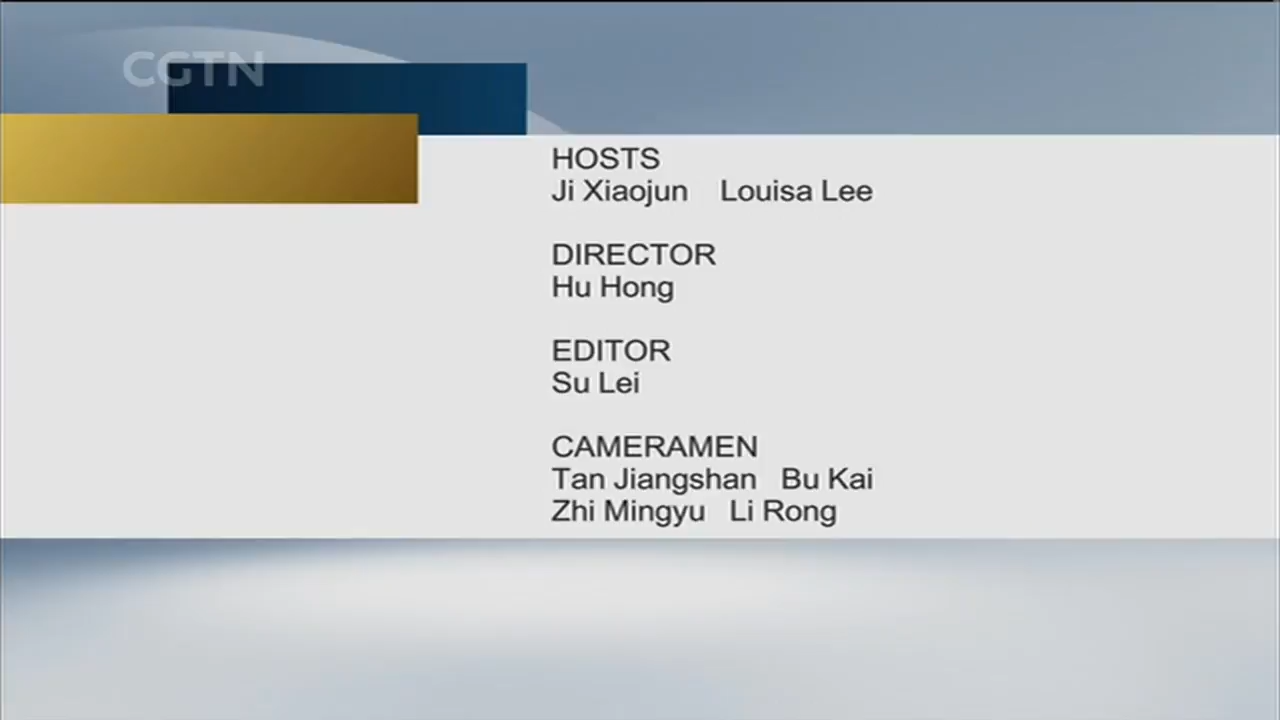 CGTN
HOSTS
Ji Xiaojun Louisa Lee
DIRECTOR
Hu Hong
EDITOR
Su Lei
CAMERAMEN
Tan Jiangshan Bu Kai
Zhi Mingyu Li Rong